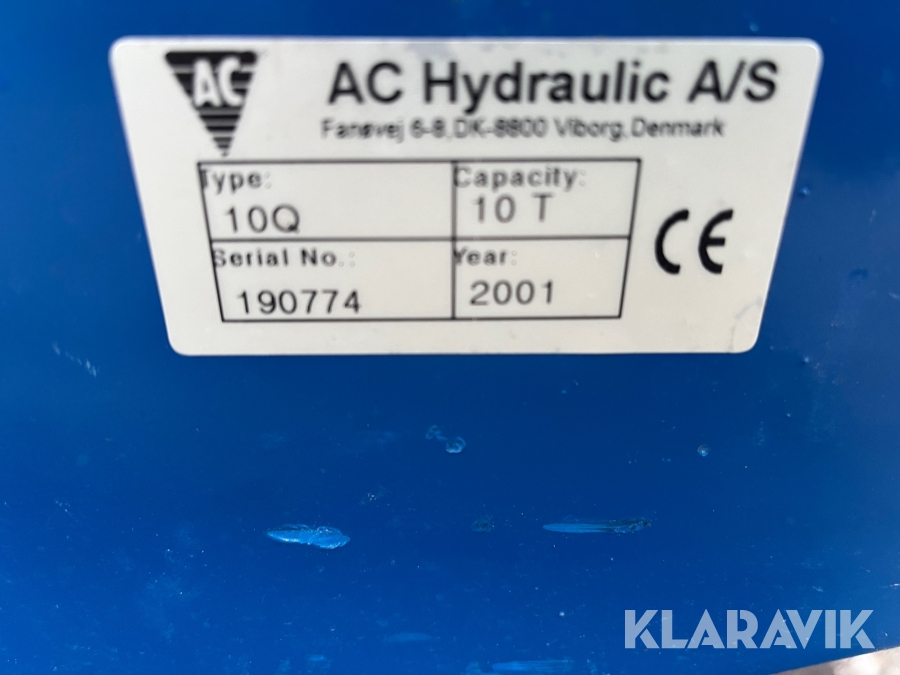 AC
AC Hydraulic A/S
Fanøvej 6-8, DK-8800 Viborg, Denmark
Type: Capacity:
10Q 10 T
Serial No.: Year:
190774 2001
CE
KLARAVIK